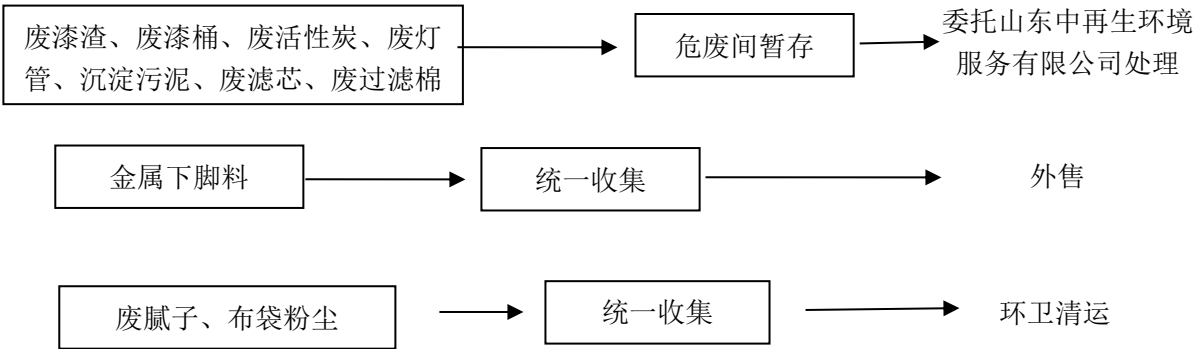 废漆渣、废漆桶、废活性炭、废灯
管、沉淀污泥、废滤芯、废过滤棉
危废间暂存
委托山东中再生环境
服务有限公司处理
金属下脚料
统一收集
外售
废腻子、布袋粉尘
统一收集
环卫清运